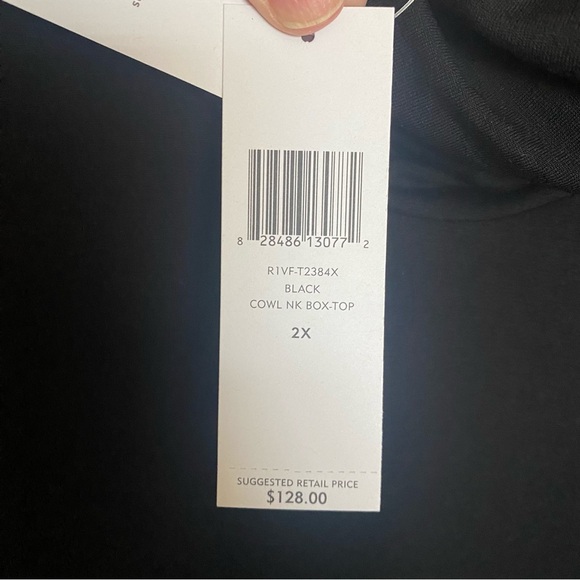 8 28486 13077 2
R1VF-T2384X
BLACK
COWL NK BOX-TOP
2X
SUGGESTED RETAIL PRICE
$128.00